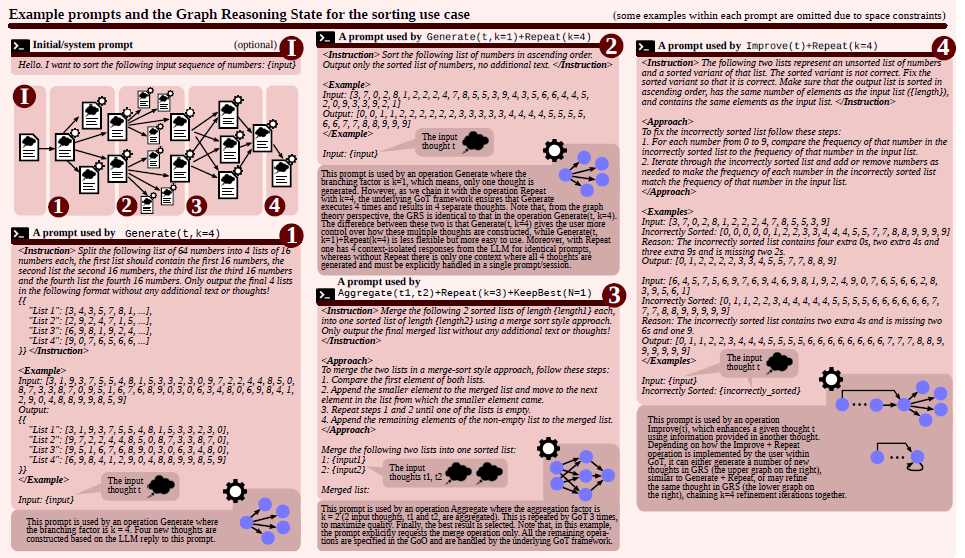 Example prompts and the Graph Reasoning State for the sorting use case
(some examples within each prompt are omitted due to space constraints)
Initial/system prompt (optional) I
Hello. I want to sort the following input sequence of numbers: {input}
I
1 2 3 4
A prompt used by Generate(t,k=4) 1
<Instruction> Split the following list of 64 numbers into 4 lists of 16
numbers each, the first list should contain the first 16 numbers, the
second list the second 16 numbers, the third list the third 16 numbers
and the fourth list the fourth 16 numbers. Only output the final 4 lists
in the following format without any additional text or thoughts!
{{
"List 1": [3, 4, 3, 5, 7, 8, 1, ...],
"List 2": [2, 9, 2, 4, 7, 1, 5, ...],
"List 3": [6, 9, 8, 1, 9, 2, 4, ...],
"List 4": [9, 0, 7, 6, 5, 6, 6, ...]
}} </Instruction>
<Example>
Input: [3, 1, 9, 3, 7, 5, 5, 4, 8, 1, 5, 3, 3, 2, 3, 0, 9, 7, 2, 2, 4, 4, 8, 5, 0,
8, 7, 3, 3, 8, 7, 0, 9, 5, 1, 6, 7, 6, 8, 9, 0, 3, 0, 6, 3, 4, 8, 0, 6, 9, 8, 4, 1,
2, 9, 0, 4, 8, 8, 9, 9, 8, 5, 9]
Output:
{{
"List 1": [3, 1, 9, 3, 7, 5, 5, 4, 8, 1, 5, 3, 3, 2, 3, 0],
"List 2": [9, 7, 2, 2, 4, 4, 8, 5, 0, 8, 7, 3, 3, 8, 7, 0],
"List 3": [9, 5, 1, 6, 7, 6, 8, 9, 0, 3, 0, 6, 3, 4, 8, 0],
"List 4": [6, 9, 8, 4, 1, 2, 9, 0, 4, 8, 8, 9, 9, 8, 5, 9]
}}
</Example>
Input: {input}
The input
thought t
This prompt is used by an operation Generate where
the branching factor is k = 4. Four new thoughts are
constructed based on the LLM reply to this prompt.
A prompt used by Generate(t,k=1)+Repeat(k=4) 2
<Instruction> Sort the following list of numbers in ascending order.
Output only the sorted list of numbers, no additional text. </Instruction>
<Example>
Input: [3, 7, 0, 2, 8, 1, 2, 2, 2, 4, 7, 8, 5, 5, 3, 9, 4, 3, 5, 6, 6, 4, 4, 5,
2, 0, 9, 3, 3, 9, 2, 1]
Output: [0, 0, 1, 1, 2, 2, 2, 2, 2, 2, 3, 3, 3, 3, 3, 4, 4, 4, 4, 5, 5, 5, 5,
6, 6, 7, 7, 8, 8, 9, 9, 9, 9]
</Example>
Input: {input}
The input
thought t
This prompt is used by an operation Generate where the
branching factor is k=1, which means, only one thought is
generated. However, as we chain it with the operation Repeat
with k=4, the underlying GoT framework ensures that Generate
executes 4 times and results in 4 separate thoughts. Note that, from the graph
theory perspective, the GRS is identical to that in the operation Generate(t, k=4).
The difference between these two is that Generate(t, k=4) gives the user more
control over how these multiple thoughts are constructed, while Generate(t,
k=1)+Repeat(k=4) is less flexible but more easy to use. Moreover, with Repeat
one has 4 context-isolated responses from the LLM for identical prompts,
whereas without Repeat there is only one context where all 4 thoughts are
generated and must be explicitly handled in a single prompt/session.
A prompt used by
Aggregate(t1,t2)+Repeat(k=3)+KeepBest(N=1) 3
<Instruction> Merge the following 2 sorted lists of length {length1} each,
into one sorted list of length {length2} using a merge sort style approach.
Only output the final merged list without any additional text or thoughts!
</Instruction>
<Approach>
To merge the two lists in a merge-sort style approach, follow these steps:
1. Compare the first element of both lists.
2. Append the smaller element to the merged list and move to the next
element in the list from which the smaller element came.
3. Repeat steps 1 and 2 until one of the lists is empty.
4. Append the remaining elements of the non-empty list to the merged list.
</Approach>
Merge the following two lists into one sorted list:
1: {input1}
2: {input2}
The input
thoughts t1, t2
Merged list:
This prompt is used by an operation Aggregate where the aggregation factor is
k = 2 (2 input thoughts, t1 and t2, are aggregated). This is repeated by GoT 3 times,
to maximize quality. Finally, the best result is selected. Note that, in this example,
the prompt explicitly requests the merge operation only. All the remaining opera-
tions are specified in the GoO and are handled by the underlying GoT framework.
A prompt used by Improve(t)+Repeat(k=4) 4
<Instruction> The following two lists represent an unsorted list of numbers
and a sorted variant of that list. The sorted variant is not correct. Fix the
sorted variant so that it is correct. Make sure that the output list is sorted in
ascending order, has the same number of elements as the input list ({length}),
and contains the same elements as the input list. </Instruction>
<Approach>
To fix the incorrectly sorted list follow these steps:
1. For each number from 0 to 9, compare the frequency of that number in the
incorrectly sorted list to the frequency of that number in the input list.
2. Iterate through the incorrectly sorted list and add or remove numbers as
needed to make the frequency of each number in the incorrectly sorted list
match the frequency of that number in the input list.
</Approach>
<Examples>
Input: [3, 7, 0, 2, 8, 1, 2, 2, 2, 4, 7, 8, 5, 5, 3, 9]
Incorrectly Sorted: [0, 0, 0, 0, 0, 1, 2, 2, 3, 3, 4, 4, 4, 5, 5, 7, 7, 8, 8, 9, 9, 9, 9]
Reason: The incorrectly sorted list contains four extra 0s, two extra 4s and
three extra 9s and is missing two 2s.
Output: [0, 1, 2, 2, 2, 2, 3, 3, 4, 5, 5, 7, 7, 8, 8, 9]
Input: [6, 4, 5, 7, 5, 6, 9, 7, 6, 9, 4, 6, 9, 8, 1, 9, 2, 4, 9, 0, 7, 6, 5, 6, 6, 2, 8,
3, 9, 5, 6, 1]
Incorrectly Sorted: [0, 1, 1, 2, 2, 3, 4, 4, 4, 4, 4, 5, 5, 5, 5, 6, 6, 6, 6, 6, 6, 7,
7, 7, 8, 8, 9, 9, 9, 9, 9]
Reason: The incorrectly sorted list contains two extra 4s and is missing two
6s and one 9.
Output: [0, 1, 1, 2, 2, 3, 4, 4, 4, 5, 5, 5, 5, 6, 6, 6, 6, 6, 6, 6, 6, 7, 7, 7, 8, 8, 9,
9, 9, 9, 9, 9]
</Examples>
The input
thought t
Input: {input}
Incorrectly Sorted: {incorrectly_sorted}
This prompt is used by an operation
Improve(t), which enhances a given thought t
using information provided in another thought.
Depending on how the Improve + Repeat
operation is implemented by the user within
GoT, it can either generate a number of new
thoughts in GRS (the upper graph on the right),
similar to Generate + Repeat, or may refine
the same thought in GRS (the lower graph on
the right), chaining k=4 refinement iterations together.